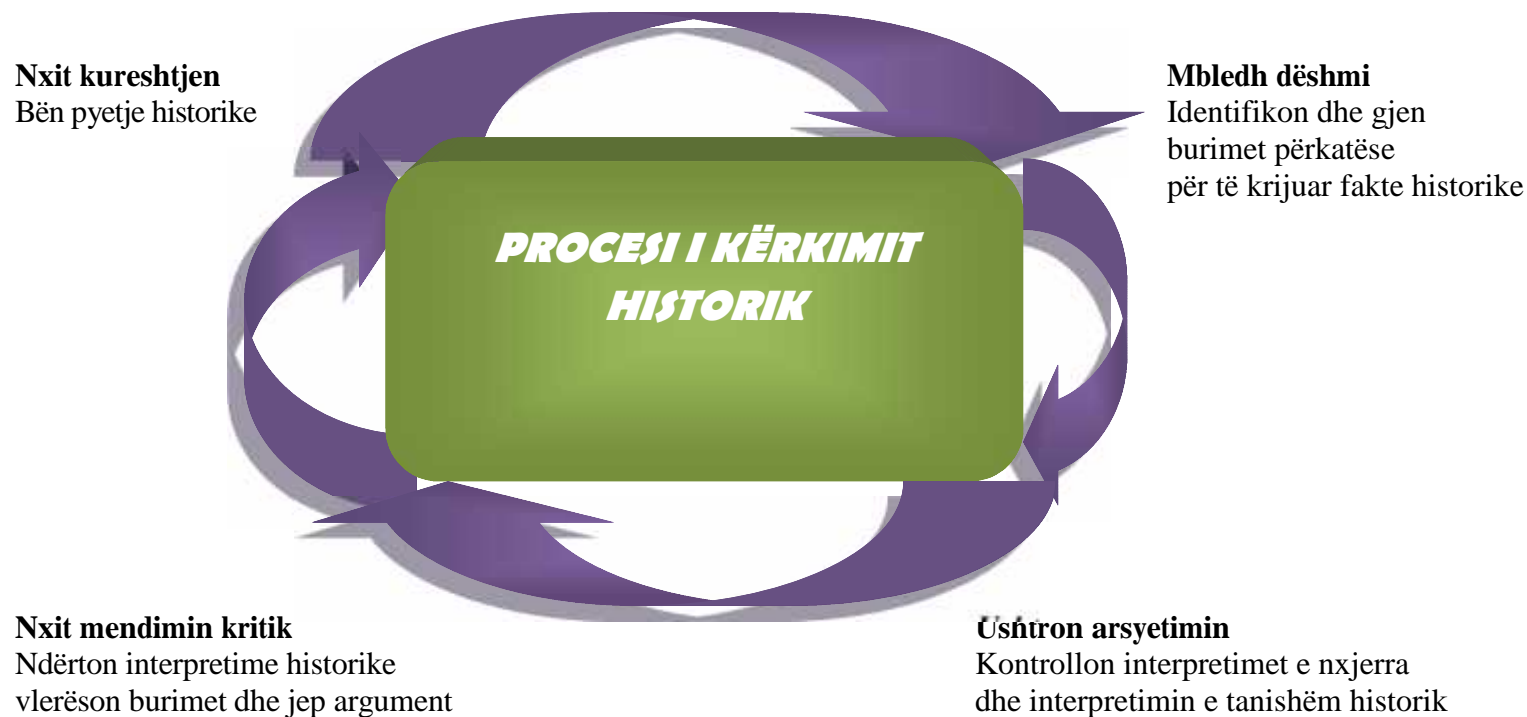 Nxit kureshtjen
Bën pyetje historike
Mbledh dëshmi
Identifikon dhe gjen
burimet përkatëse
për të krijuar fakte historike
PROCESI I KËRKIMIT
HISTORIK
Nxit mendimin kritik
Ndërton interpretime historike
vlerëson burimet dhe jep argument
Ushtron arsyetimin
Kontrollon interpretimet e nxjerra
dhe interpretimin e tanishëm historik